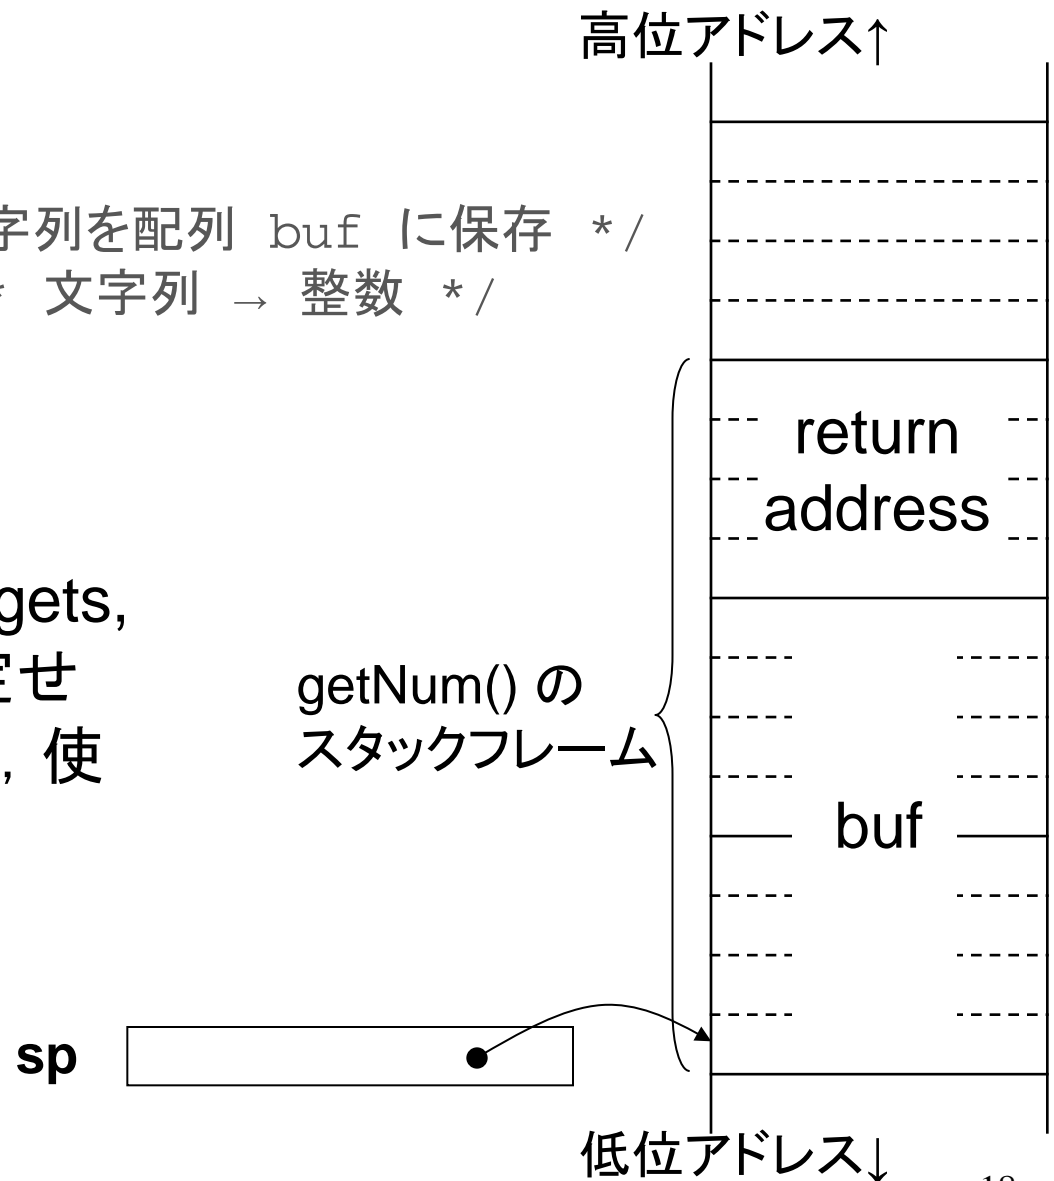 高位アドレス↑
字列を配列 buf に保存 */
* 文字列 → 整数 */
return
address
gets,
定せ
, 使
getNum() の
スタックフレーム
buf
sp
低位アドレス↓